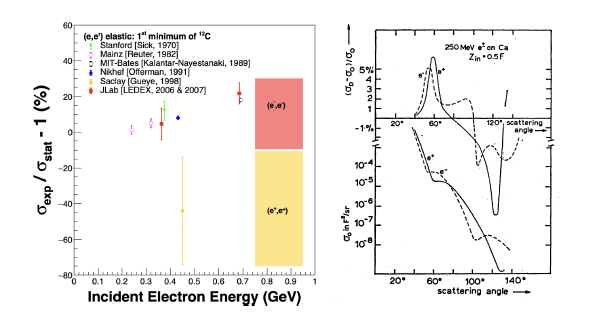 (e,e') elastic: 1st minimum of 12C
Stanford [Sick, 1970]
Mainz [Reuter, 1982]
MIT-Bates [Kalantar-Nayestanaki, 1989]
Nikhef [Offerman, 1991]
Saclay [Gueye, 1998]
JLab [LEDEX, 2006 & 2007]
(e-,e-)
(e+,e+)
80
60
40
20
0
-20
-40
-60
-80
σexp / σstat - 1 (%)
0 0.1 0.2 0.3 0.4 0.5 0.6 0.7 0.8 0.9 1
Incident Electron Energy (GeV)
250 MeV e± on Ca
Zin = 0.5F
(σD-σ0)/σ0
5%
4
3
2
1
-1%
e- e+
20° 60° 120° scattering
angle
e+
e-
10-4
10-5
10-6
10-7
10-8
σ0 in F2/sr
20° 60° 100° 140°
scattering angle